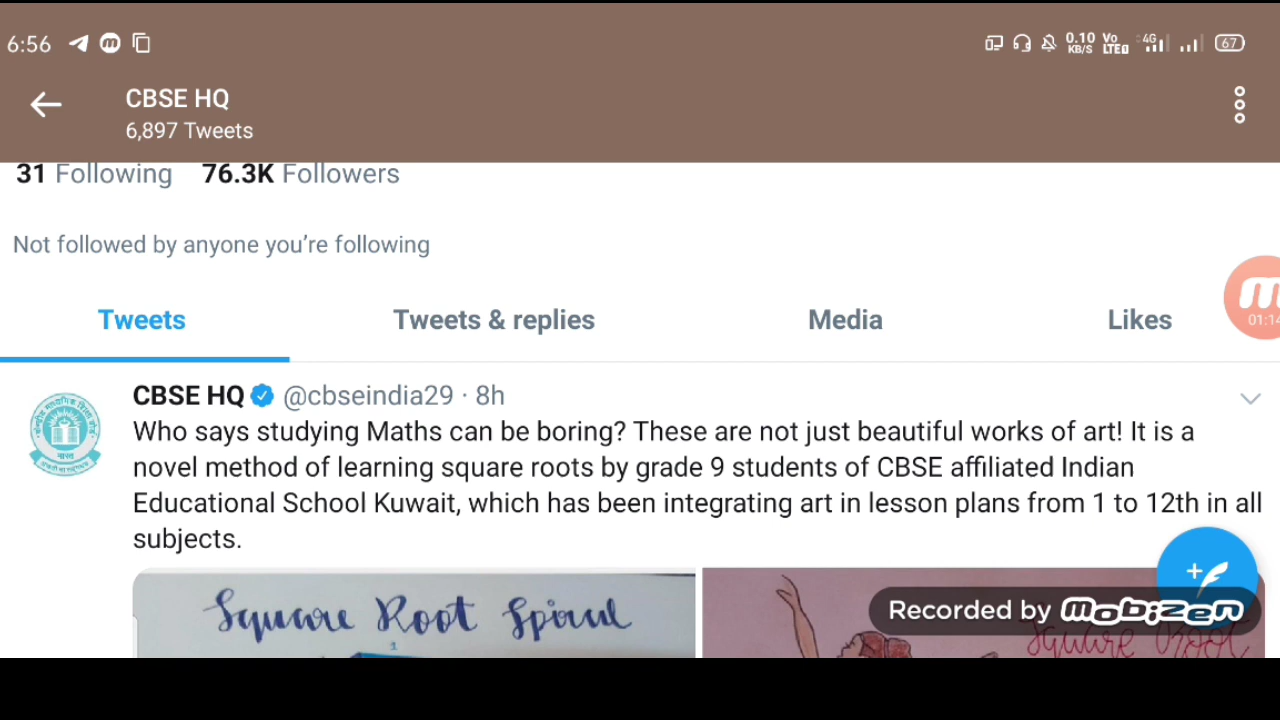 6:56 0.10 KB/S Vo LTE 4G 67
CBSE HQ
6,897 Tweets
31 Following 76.3K Followers
Not followed by anyone you’re following
Tweets Tweets & replies Media Likes
01:14
CBSE HQ @cbseindia29 · 8h
Who says studying Maths can be boring? These are not just beautiful works of art! It is a
novel method of learning square roots by grade 9 students of CBSE affiliated Indian
Educational School Kuwait, which has been integrating art in lesson plans from 1 to 12th in all
subjects.
Square Root Spiral
Recorded by mobizen
Square Root
1